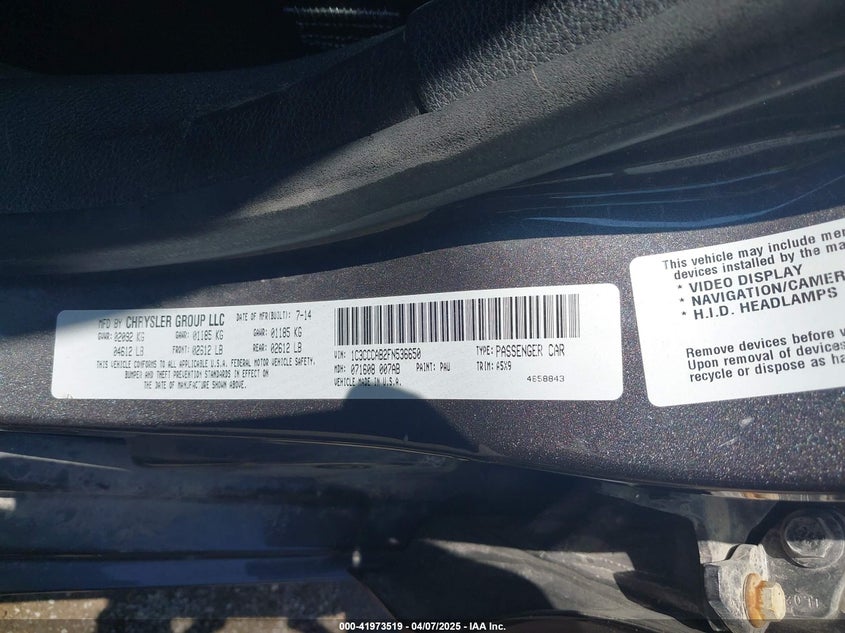 MFD BY CHRYSLER GROUP LLC DATE OF MFR(BUILT): 7-14
GVWR: 02092 KG GAWR: 01185 KG GAWR: 01185 KG
04612 LB FRONT: 02612 LB REAR: 02612 LB
THIS VEHICLE CONFORMS TO ALL APPLICABLE U.S.A. FEDERAL MOTOR VEHICLE SAFETY,
BUMPER AND THEFT PREVENTION STANDARDS IN EFFECT ON
THE DATE OF MANUFACTURE SHOWN ABOVE.
VIN: 1C3CCCAB2FN536650 TYPE: PASSENGER CAR
MDH: 071608 007AB PAINT: PAU TRIM: A5X9
VEHICLE MADE IN U.S.A. 4658843
This vehicle may include mer
devices installed by the ma
* VIDEO DISPLAY
* NAVIGATION/CAMER
* H.I.D. HEADLAMPS
Remove devices before v
Upon removal of devices
recycle or dispose as ha
000-41973519 | 04/07/2025 - © IAA Inc.